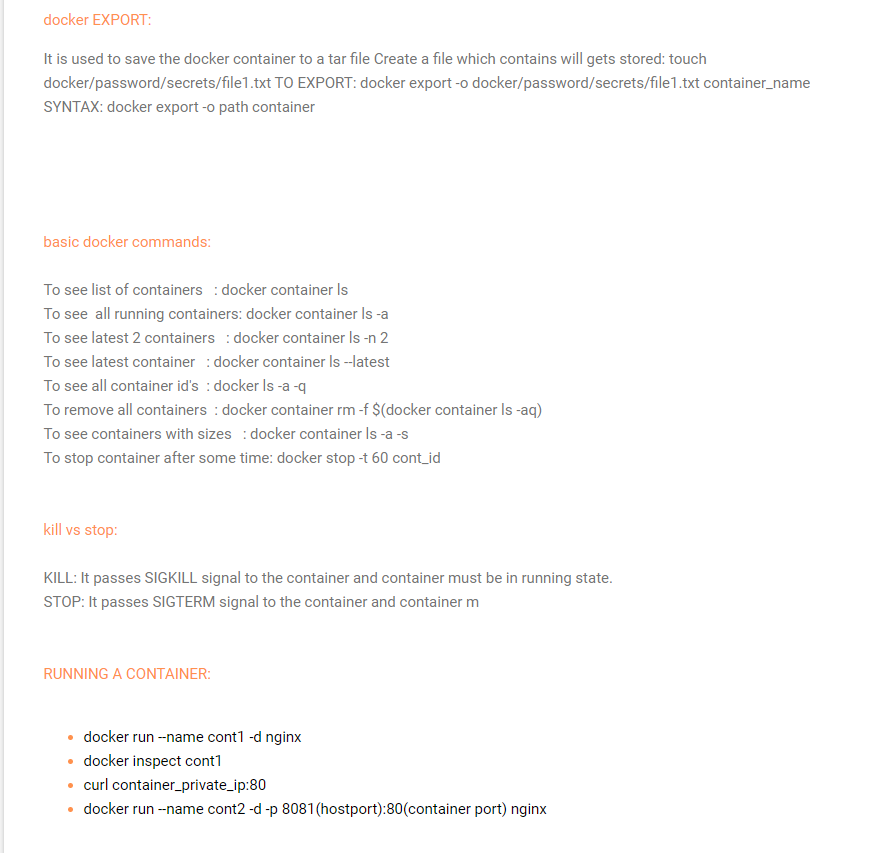 docker EXPORT:
It is used to save the docker container to a tar file Create a file which contains will gets stored: touch
docker/password/secrets/file1.txt TO EXPORT: docker export -o docker/password/secrets/file1.txt container_name
SYNTAX: docker export -o path container
basic docker commands:
To see list of containers : docker container ls
To see all running containers: docker container ls -a
To see latest 2 containers : docker container ls -n 2
To see latest container : docker container ls --latest
To see all container id's : docker ls -a -q
To remove all containers : docker container rm -f $(docker container ls -aq)
To see containers with sizes : docker container ls -a -s
To stop container after some time: docker stop -t 60 cont_id
kill vs stop:
KILL: It passes SIGKILL signal to the container and container must be in running state.
STOP: It passes SIGTERM signal to the container and container m
RUNNING A CONTAINER:
• docker run --name cont1 -d nginx
• docker inspect cont1
• curl container_private_ip:80
• docker run --name cont2 -d -p 8081(hostport):80(container port) nginx